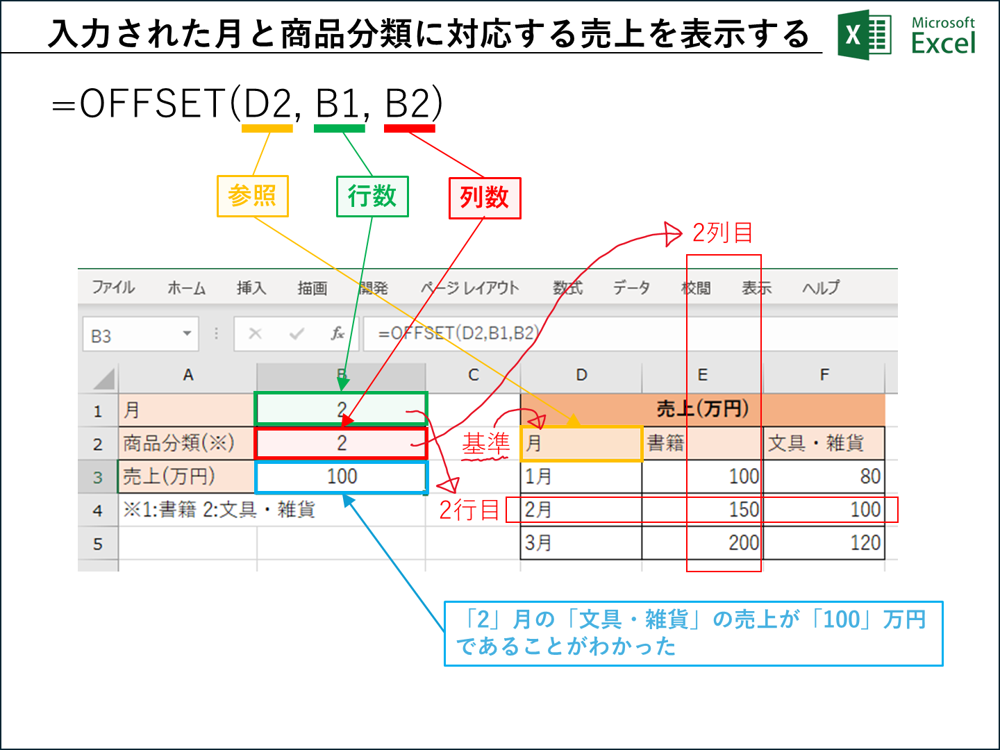 入力された月と商品分類に対応する売上を表示する
Microsoft
Excel
=OFFSET(D2, B1, B2)
参照 行数 列数
2列目
ファイル ホーム 挿入 描画 開発 ページ レイアウト 数式 データ 校閲 表示 ヘルプ
B3 fx =OFFSET(D2,B1,B2)
A B C D E F
1 月 2 売上(万円)
2 商品分類(※) 2 基準 月 書籍 文具・雑貨
3 売上(万円) 100 1月 100 80
4 ※1:書籍 2:文具・雑貨 2行目 2月 150 100
5 3月 200 120
「2」月の「文具・雑貨」の売上が「100」万円
であることがわかった